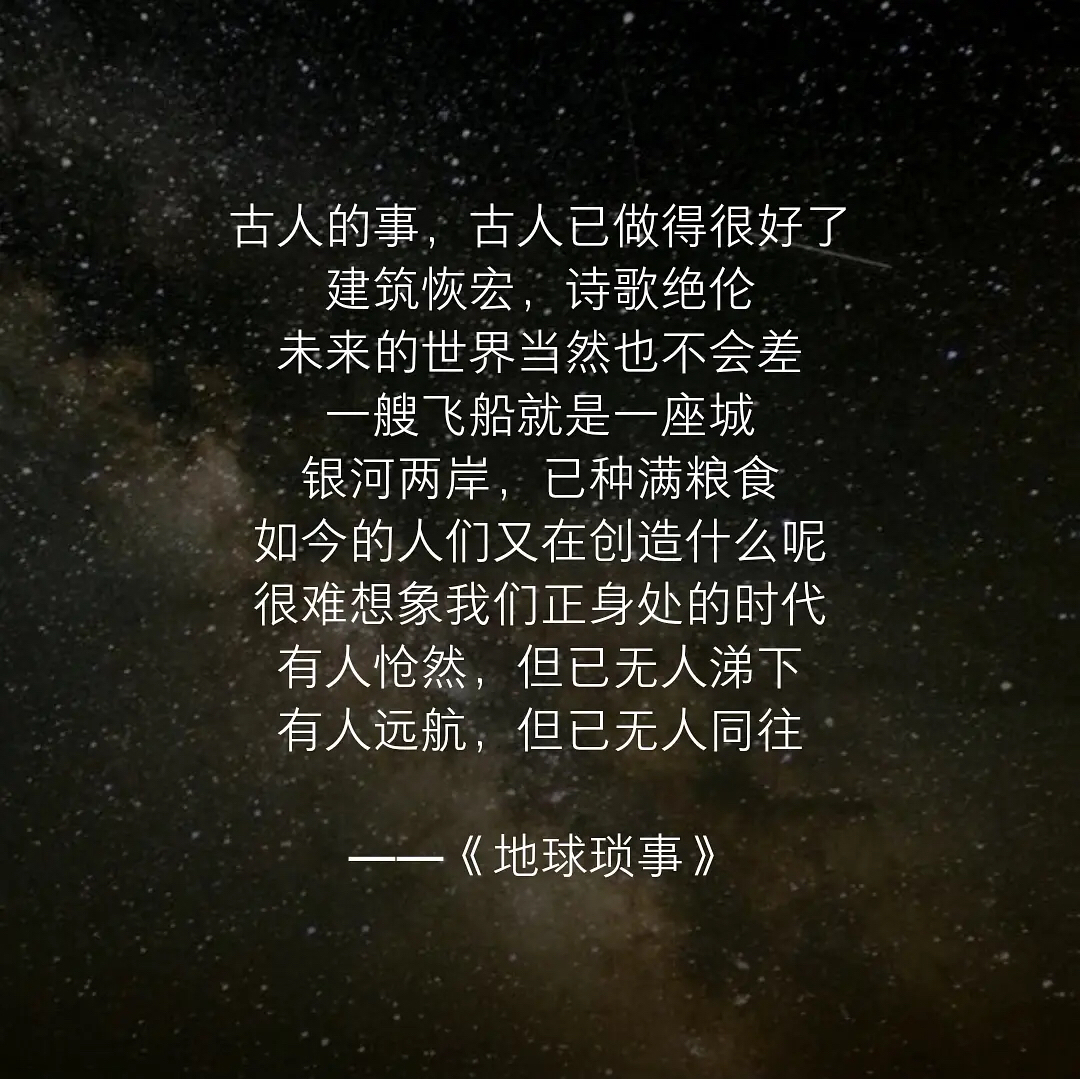 古人的事，古人已做得很好了
建筑恢宏，诗歌绝伦
未来的世界当然也不会差
一艘飞船就是一座城
银河两岸，已种满粮食
如今的人们又在创造什么呢
很难想象我们正身处的时代
有人怆然，但已无人涕下
有人远航，但已无人同往
——《地球琐事》